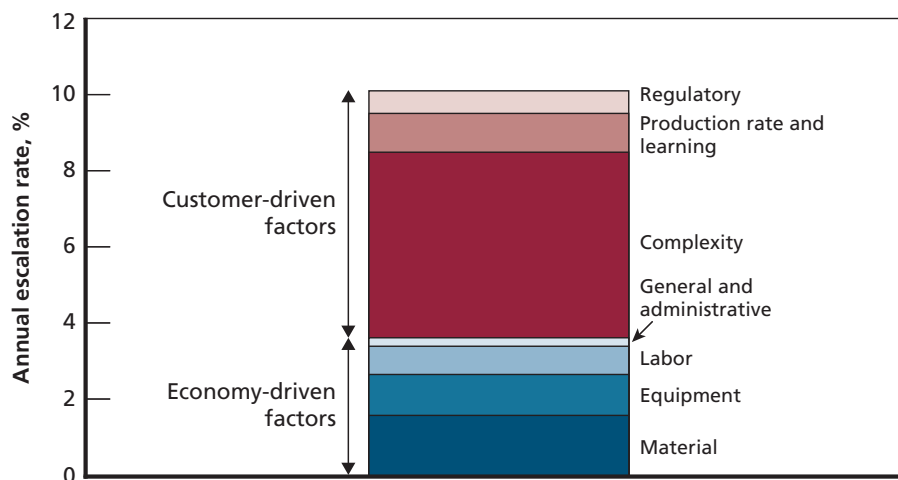 Annual escalation rate, %
12
10
8
6
4
2
0
Customer-driven
factors
Economy-driven
factors
Regulatory
Production rate and
learning
Complexity
General and
administrative
Labor
Equipment
Material